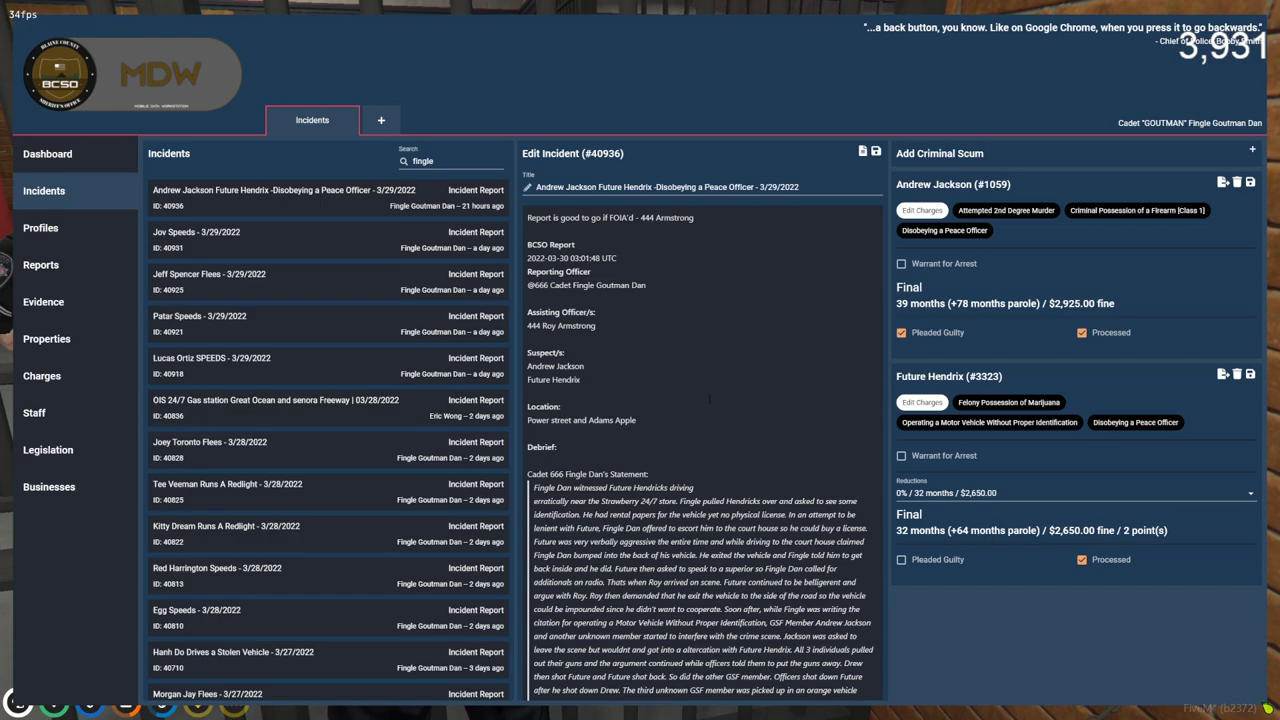 34fps
"...a back button, you know. Like on Google Chrome, when you press it to go backwards."
- Chief of Police Bobby Smith
3,931
BLAINE COUNTY
BCSO
SHERIFF'S OFFICE
MDW
MOBILE DATA WORKSTATION
Incidents
+
Cadet "GOUTMAN" Fingle Goutman Dan
Dashboard
Incidents
Profiles
Reports
Evidence
Properties
Charges
Staff
Legislation
Businesses
Incidents
Search
fingle
Andrew Jackson Future Hendrix -Disobeying a Peace Officer - 3/29/2022 Incident Report
ID: 40936 Fingle Goutman Dan -- 21 hours ago
Jov Speeds - 3/29/2022 Incident Report
ID: 40931 Fingle Goutman Dan -- a day ago
Jeff Spencer Flees - 3/29/2022 Incident Report
ID: 40925 Fingle Goutman Dan -- a day ago
Patar Speeds - 3/29/2022 Incident Report
ID: 40921 Fingle Goutman Dan -- a day ago
Lucas Ortiz SPEEDS - 3/29/2022 Incident Report
ID: 40918 Fingle Goutman Dan -- a day ago
OIS 24/7 Gas station Great Ocean and senora Freeway | 03/28/2022 Incident Report
ID: 40836 Eric Wong -- 2 days ago
Joey Toronto Flees - 3/28/2022 Incident Report
ID: 40828 Fingle Goutman Dan -- 2 days ago
Tee Veeman Runs A Redlight - 3/28/2022 Incident Report
ID: 40825 Fingle Goutman Dan -- 2 days ago
Kitty Dream Runs A Redlight - 3/28/2022 Incident Report
ID: 40822 Fingle Goutman Dan -- 2 days ago
Red Harrington Speeds - 3/28/2022 Incident Report
ID: 40813 Fingle Goutman Dan -- 2 days ago
Egg Speeds - 3/28/2022 Incident Report
ID: 40810 Fingle Goutman Dan -- 2 days ago
Hanh Do Drives a Stolen Vehicle - 3/27/2022 Incident Report
ID: 40710 Fingle Goutman Dan -- 3 days ago
Morgan Jay Flees - 3/27/2022 Incident Report
Edit Incident (#40936)
Title
Andrew Jackson Future Hendrix -Disobeying a Peace Officer - 3/29/2022
Report is good to go if FOIA'd - 444 Armstrong
BCSO Report
2022-03-30 03:01:48 UTC
Reporting Officer
@666 Cadet Fingle Goutman Dan
Assisting Officer/s:
444 Roy Armstrong
Suspect/s:
Andrew Jackson
Future Hendrix
Location:
Power street and Adams Apple
Debrief:
Cadet 666 Fingle Dan's Statement:
Fingle Dan witnessed Future Hendricks driving
erratically near the Strawberry 24/7 store. Fingle pulled Hendricks over and asked to see some
identification. He had rental papers for the vehicle yet no physical license. In an attempt to be
lenient with Future, Fingle Dan offered to escort him to the court house so he could buy a license.
Future was very verbally aggressive the entire time and while driving to the court house claimed
Fingle Dan bumped into the back of his vehicle. He exited the vehicle and Fingle told him to get
back inside and he did. Future then asked to speak to a superior so Fingle Dan called for
additionals on radio. Thats when Roy arrived on scene. Future continued to be belligerent and
argue with Roy. Roy then demanded that he exit the vehicle to the side of the road so the vehicle
could be impounded since he didn't want to cooperate. Soon after, while Fingle was writing the
citation for operating a Motor Vehicle Without Proper Identification, GSF Member Andrew Jackson
and another unknown member started to interfere with the crime scene. Jackson was asked to
leave the scene but wouldnt and got into a altercation with Future Hendrix. All 3 individuals pulled
out their guns and the argument continued while officers told them to put the guns away. Drew
then shot Future and Future shot back. So did the other GSF member. Officers shot down Future
after he shot down Drew. The third unknown GSF member was picked up in an orange vehicle
Add Criminal Scum
+
Andrew Jackson (#1059)
Edit Charges Attempted 2nd Degree Murder Criminal Possession of a Firearm [Class 1]
Disobeying a Peace Officer
Warrant for Arrest
Final
39 months (+78 months parole) / $2,925.00 fine
Pleaded Guilty Processed
Future Hendrix (#3323)
Edit Charges Felony Possession of Marijuana
Operating a Motor Vehicle Without Proper Identification Disobeying a Peace Officer
Warrant for Arrest
Reductions
0% / 32 months / $2,650.00
Final
32 months (+64 months parole) / $2,650.00 fine / 2 point(s)
Pleaded Guilty Processed
FiveM* (b2372)